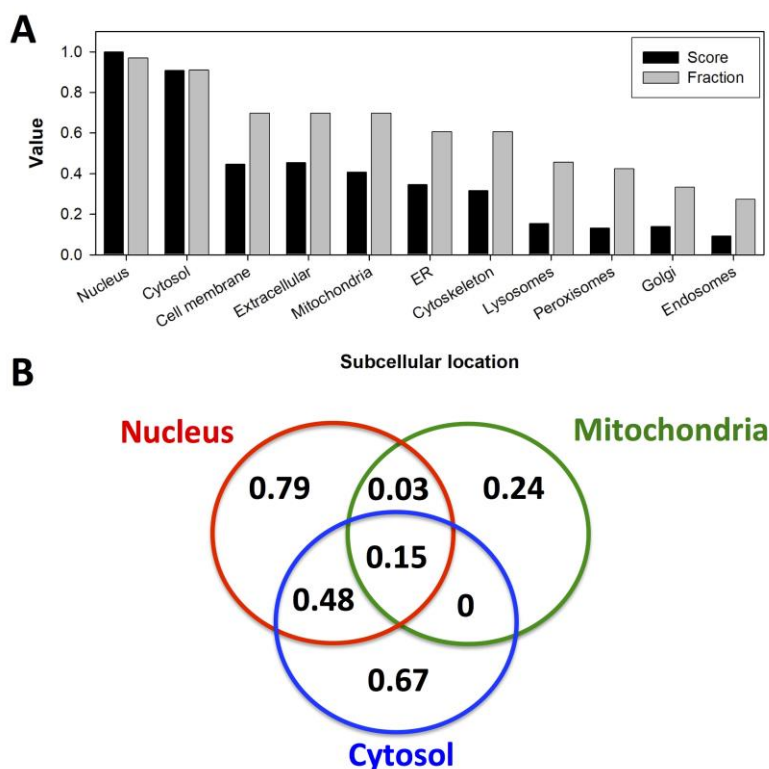 A
Value
1.0
0.8
0.6
0.4
0.2
0.0
Score
Fraction
Nucleus
Cytosol
Cell membrane
Extracellular
Mitochondria
ER
Cytoskeleton
Lysosomes
Peroxisomes
Golgi
Endosomes
Subcellular location
B
Nucleus
Mitochondria
0.79
0.03
0.24
0.15
0.48
0
0.67
Cytosol